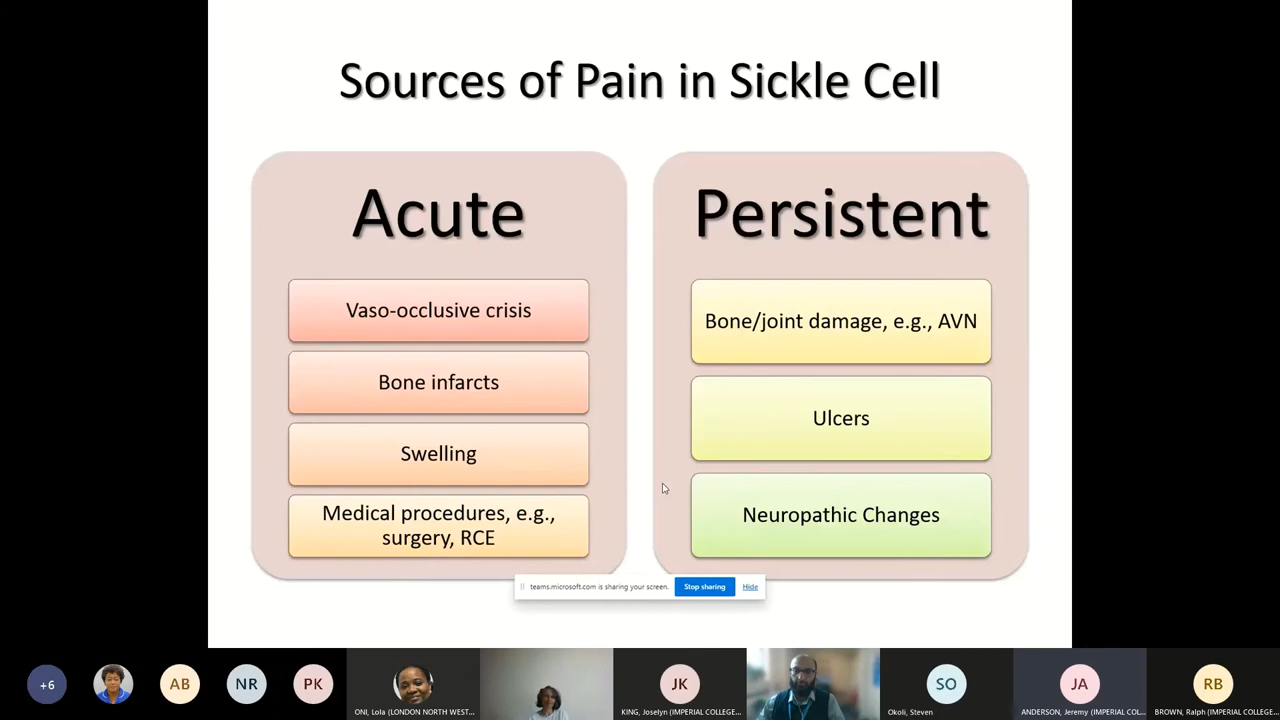 Sources of Pain in Sickle Cell
Acute
Vaso-occlusive crisis
Bone infarcts
Swelling
Medical procedures, e.g.,
surgery, RCE
Persistent
Bone/joint damage, e.g., AVN
Ulcers
Neuropathic Changes
teams.microsoft.com is sharing your screen.
Stop sharing
Hide
+6
AB
NR
PK
ONI, Lola (LONDON NORTH WEST...
JK
KING, Joselyn (IMPERIAL COLLEGE...
SO
Okoli, Steven
JA
ANDERSON, Jeremy (IMPERIAL COL...
RB
BROWN, Ralph (IMPERIAL COLLEGE...